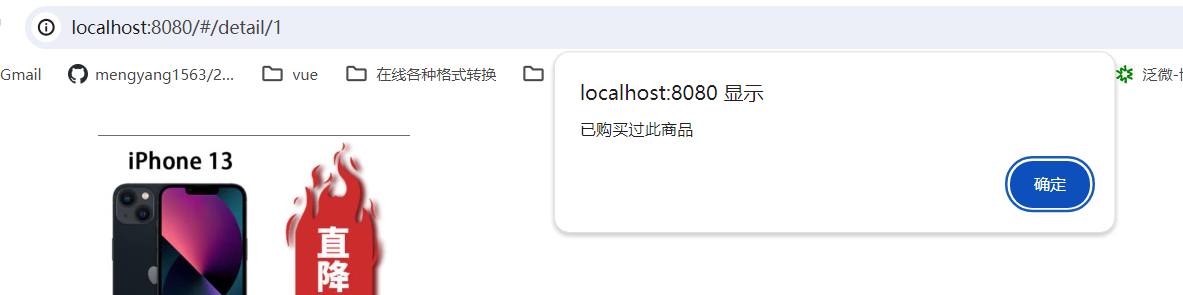 localhost:8080/#/detail/1
Gmail
mengyang1563/2...
vue
在线各种格式转换
泛微-
localhost:8080 显示
已购买过此商品
确定
iPhone 13
直降